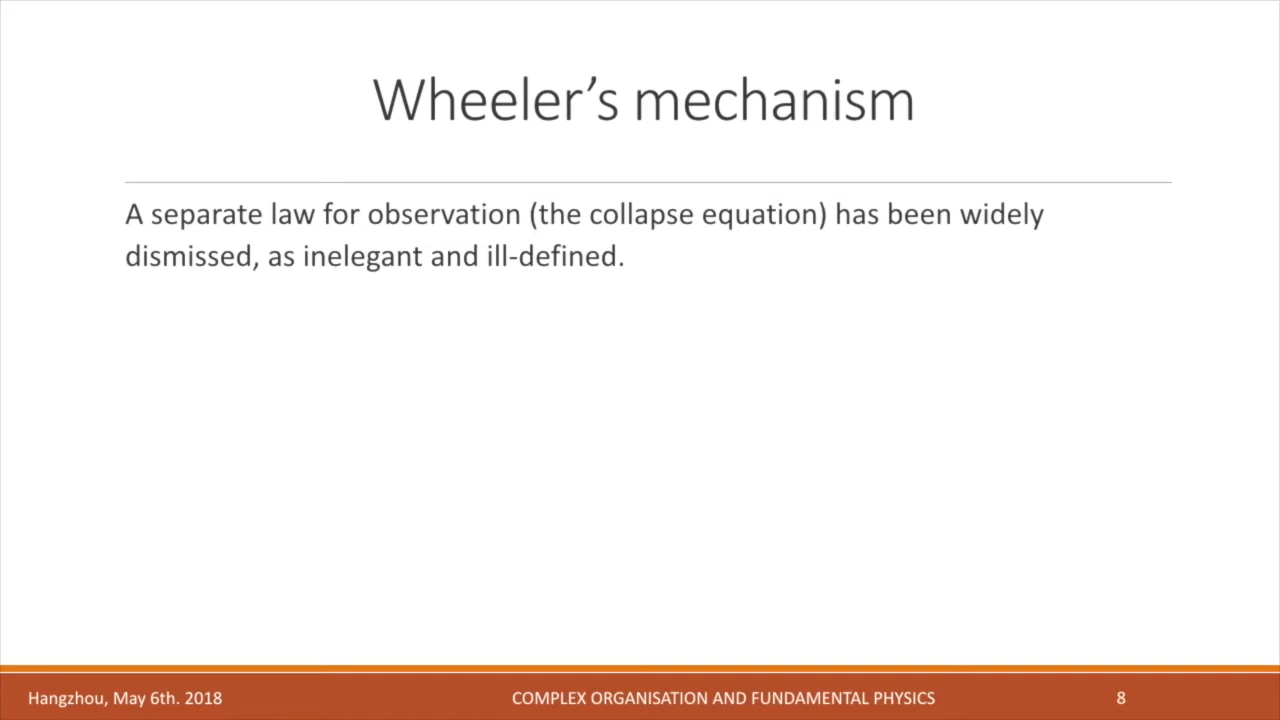 Wheeler’s mechanism
A separate law for observation (the collapse equation) has been widely
dismissed, as inelegant and ill-defined.
Hangzhou, May 6th. 2018
COMPLEX ORGANISATION AND FUNDAMENTAL PHYSICS
8